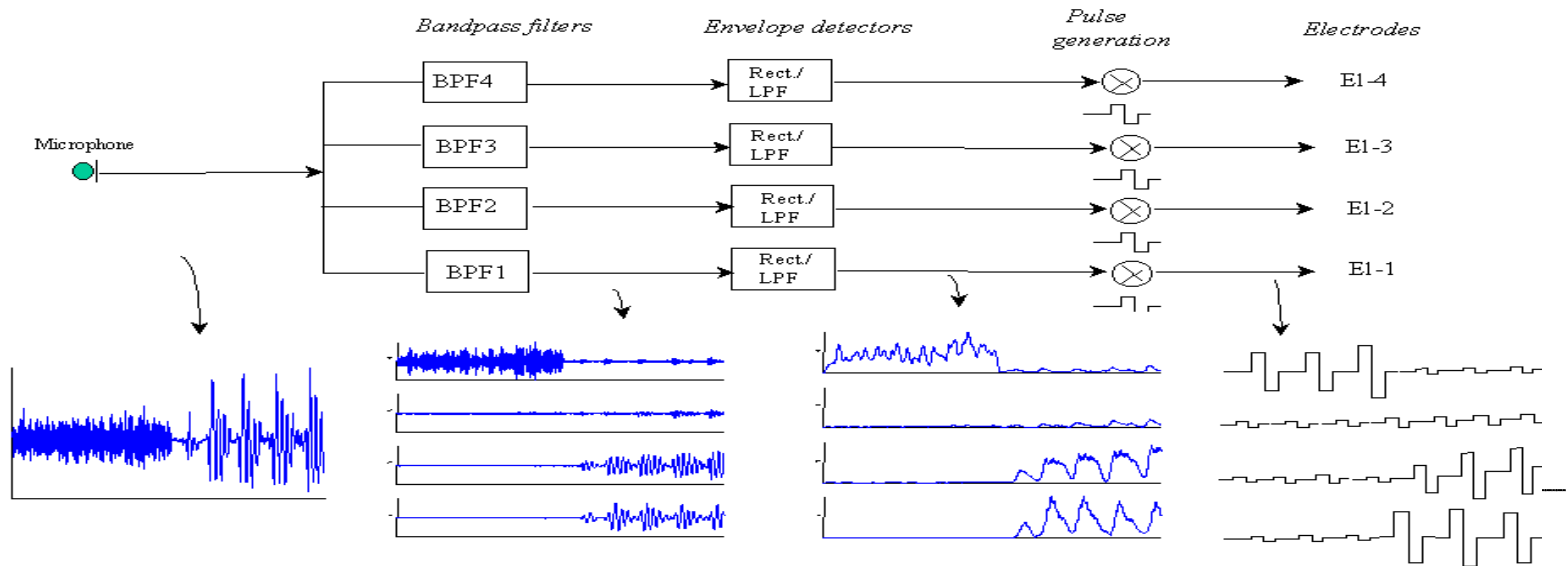 Bandpass filters
Envelope detectors
Pulse
generation
Electrodes
Microphone
BPF4
Rect./
LPF
E1-4
BPF3
Rect./
LPF
E1-3
BPF2
Rect./
LPF
E1-2
BPF1
Rect./
LPF
E1-1